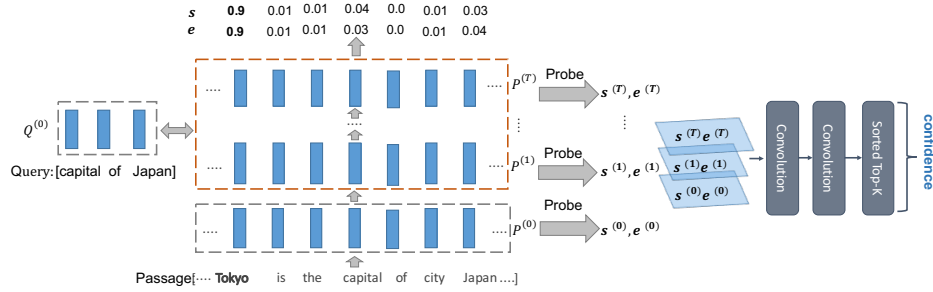 s 0.9 0.01 0.01 0.04 0.0 0.01 0.03
e 0.9 0.01 0.01 0.03 0.0 0.01 0.04
.... .... P^(T) Probe s^(T), e^(T)
Q^(0) .... ⋮ ⋮
Query:[capital of Japan]
.... .... P^(1) Probe s^(1), e^(1)
.... .... P^(0) Probe s^(0), e^(0)
Passage[.... Tokyo is the capital of city Japan ....]
s^(T) e^(T)
s^(1) e^(1)
s^(0) e^(0)
Convolution
Convolution
Sorted Top-K
confidence